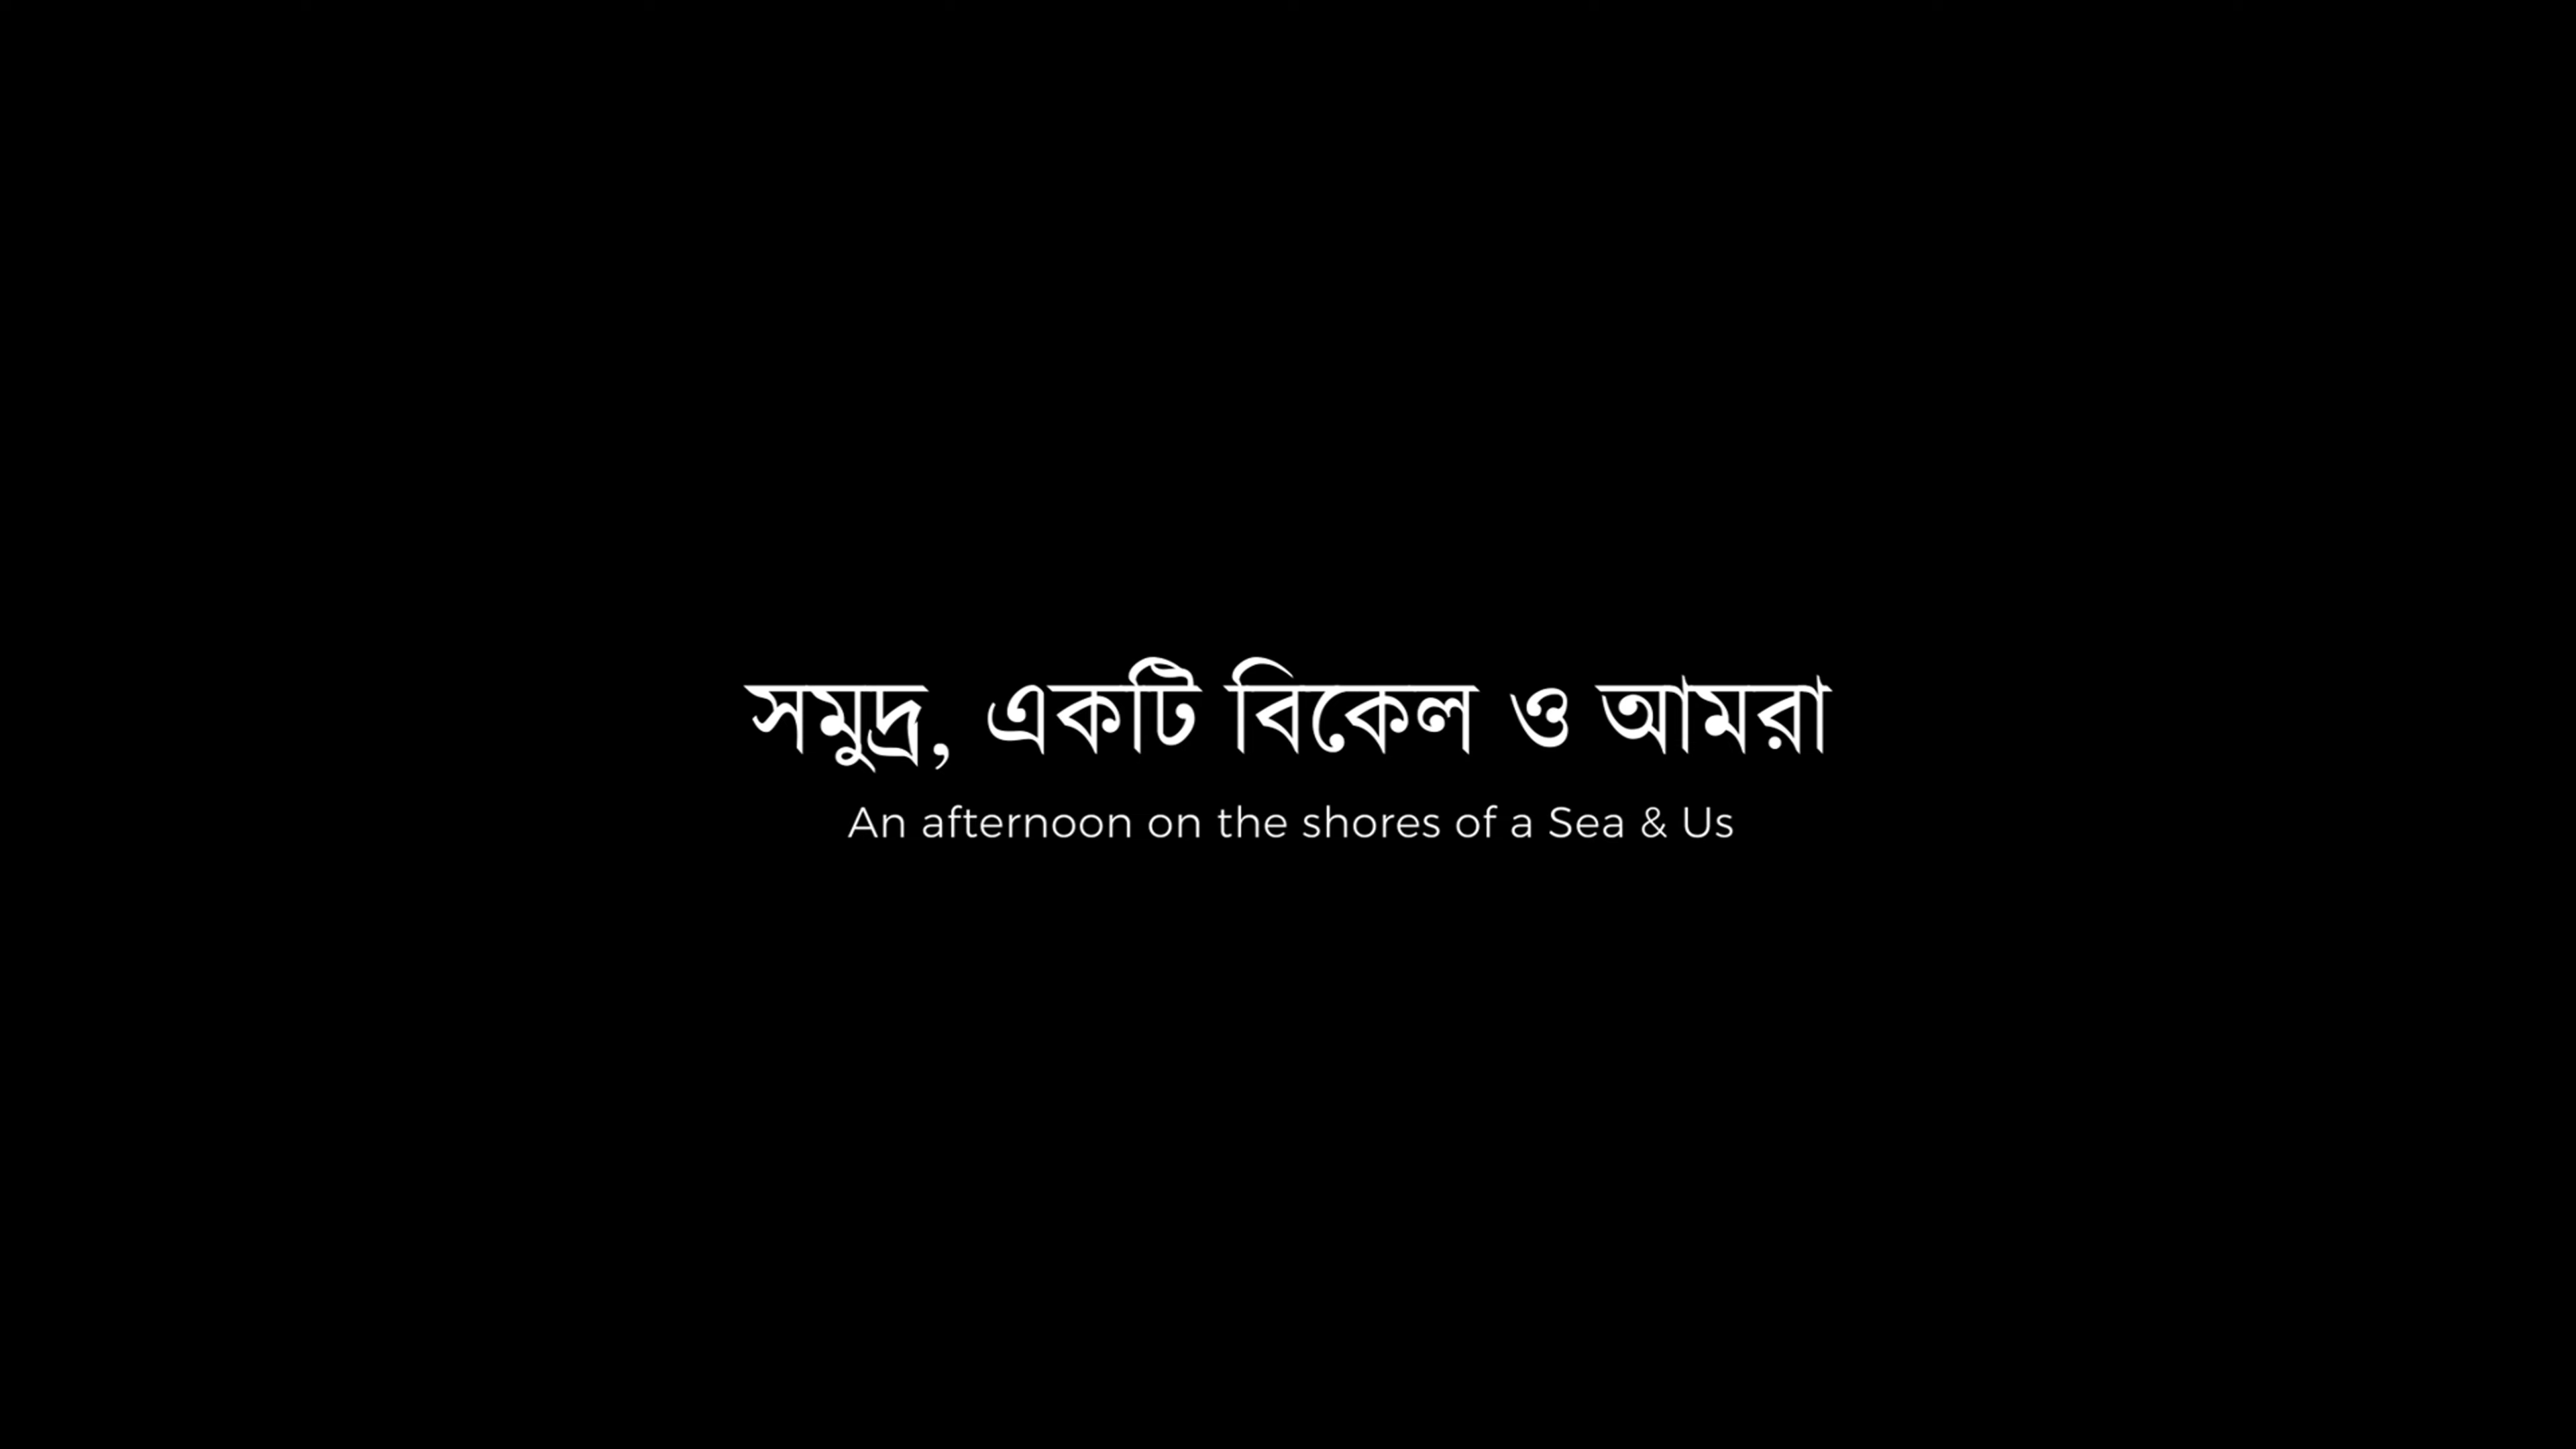 সমুদ্র, একটি বিকেল ও আমরা
An afternoon on the shores of a Sea & Us